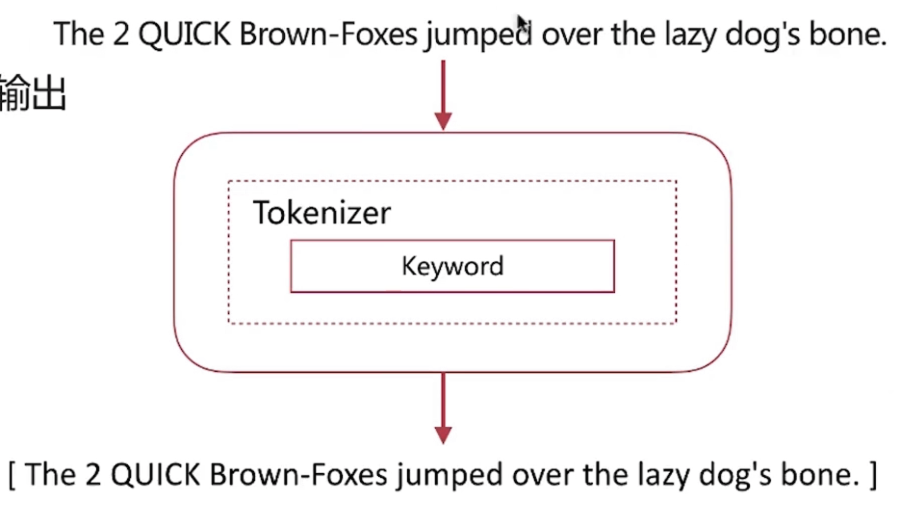 The 2 QUICK Brown-Foxes jumped over the lazy dog's bone.
输出
Tokenizer
Keyword
[ The 2 QUICK Brown-Foxes jumped over the lazy dog's bone. ]